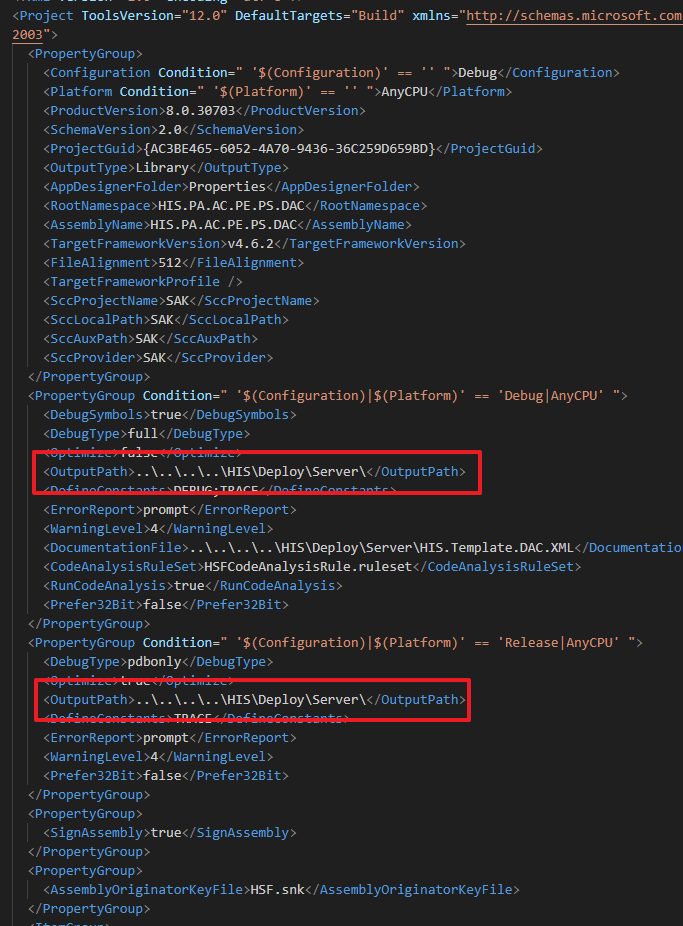 <Project ToolsVersion="12.0" DefaultTargets="Build" xmlns="http://schemas.microsoft.com
2003">
<PropertyGroup>
<Configuration Condition=" '$(Configuration)' == '' ">Debug</Configuration>
<Platform Condition=" '$(Platform)' == '' ">AnyCPU</Platform>
<ProductVersion>8.0.30703</ProductVersion>
<SchemaVersion>2.0</SchemaVersion>
<ProjectGuid>{AC3BE465-6052-4A70-9436-36C259D659BD}</ProjectGuid>
<OutputType>Library</OutputType>
<AppDesignerFolder>Properties</AppDesignerFolder>
<RootNamespace>HIS.PA.AC.PE.PS.DAC</RootNamespace>
<AssemblyName>HIS.PA.AC.PE.PS.DAC</AssemblyName>
<TargetFrameworkVersion>v4.6.2</TargetFrameworkVersion>
<FileAlignment>512</FileAlignment>
<TargetFrameworkProfile />
<SccProjectName>SAK</SccProjectName>
<SccLocalPath>SAK</SccLocalPath>
<SccAuxPath>SAK</SccAuxPath>
<SccProvider>SAK</SccProvider>
</PropertyGroup>
<PropertyGroup Condition=" '$(Configuration)|$(Platform)' == 'Debug|AnyCPU' ">
<DebugSymbols>true</DebugSymbols>
<DebugType>full</DebugType>
<Optimize>false</Optimize>
<OutputPath>..\..\..\..\HIS\Deploy\Server\</OutputPath>
<DefineConstants>DEBUG;TRACE</DefineConstants>
<ErrorReport>prompt</ErrorReport>
<WarningLevel>4</WarningLevel>
<DocumentationFile>..\..\..\..\HIS\Deploy\Server\HIS.Template.DAC.XML</Documentatio
<CodeAnalysisRuleSet>HSFCodeAnalysisRule.ruleset</CodeAnalysisRuleSet>
<RunCodeAnalysis>true</RunCodeAnalysis>
<Prefer32Bit>false</Prefer32Bit>
</PropertyGroup>
<PropertyGroup Condition=" '$(Configuration)|$(Platform)' == 'Release|AnyCPU' ">
<DebugType>pdbonly</DebugType>
<Optimize>true</Optimize>
<OutputPath>..\..\..\..\HIS\Deploy\Server\</OutputPath>
<DefineConstants>TRACE</DefineConstants>
<ErrorReport>prompt</ErrorReport>
<WarningLevel>4</WarningLevel>
<Prefer32Bit>false</Prefer32Bit>
</PropertyGroup>
<PropertyGroup>
<SignAssembly>true</SignAssembly>
</PropertyGroup>
<PropertyGroup>
<AssemblyOriginatorKeyFile>HSF.snk</AssemblyOriginatorKeyFile>
</PropertyGroup>
<ItemGroup>